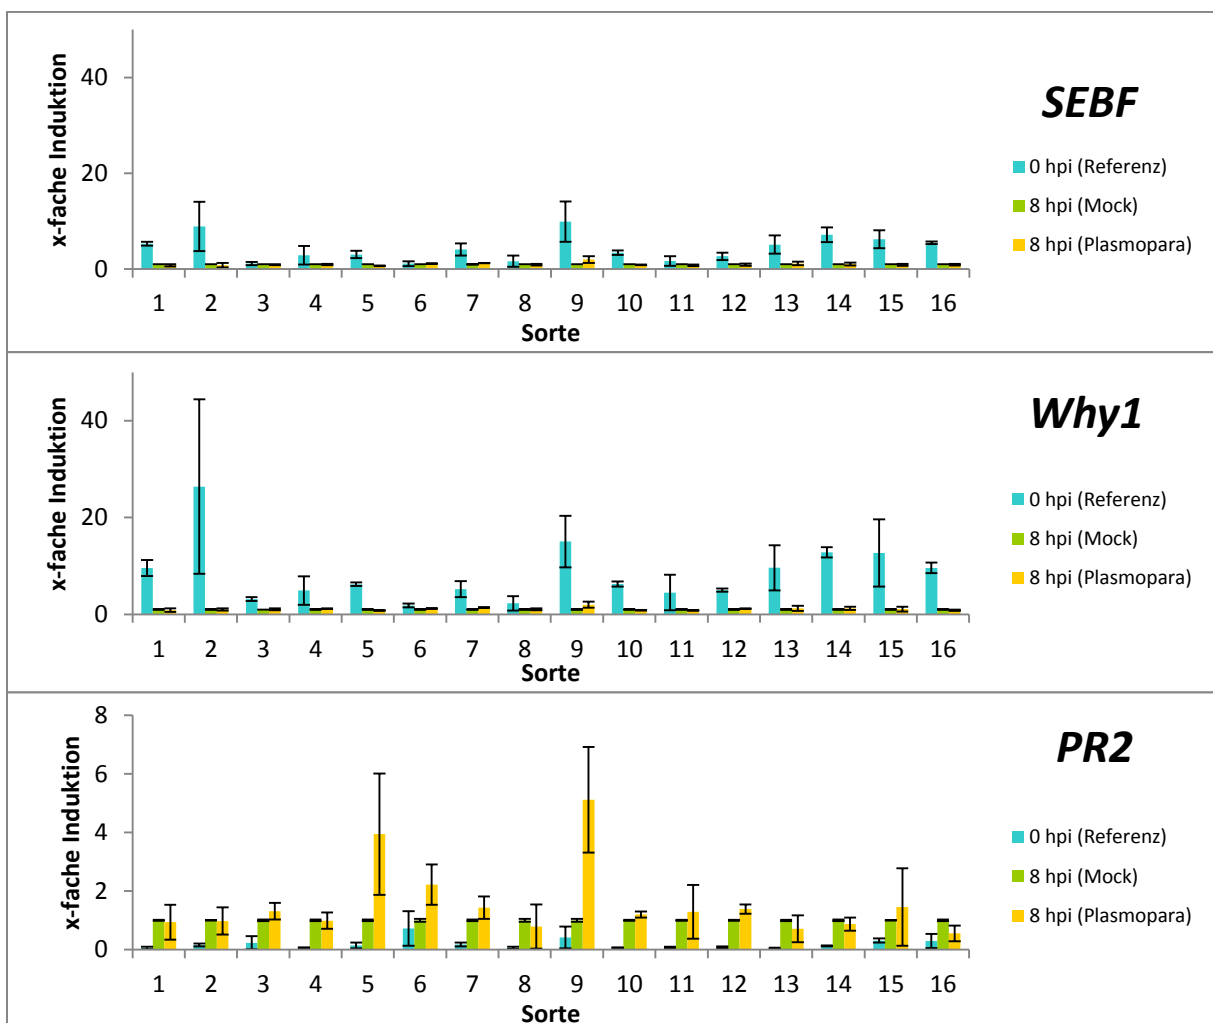 SEBF
x-fache Induktion
40
20
0
0 hpi (Referenz)
8 hpi (Mock)
8 hpi (Plasmopara)
1 2 3 4 5 6 7 8 9 10 11 12 13 14 15 16
Sorte
Why1
x-fache Induktion
40
20
0
0 hpi (Referenz)
8 hpi (Mock)
8 hpi (Plasmopara)
1 2 3 4 5 6 7 8 9 10 11 12 13 14 15 16
Sorte
PR2
x-fache Induktion
8
6
4
2
0
0 hpi (Referenz)
8 hpi (Mock)
8 hpi (Plasmopara)
1 2 3 4 5 6 7 8 9 10 11 12 13 14 15 16
Sorte